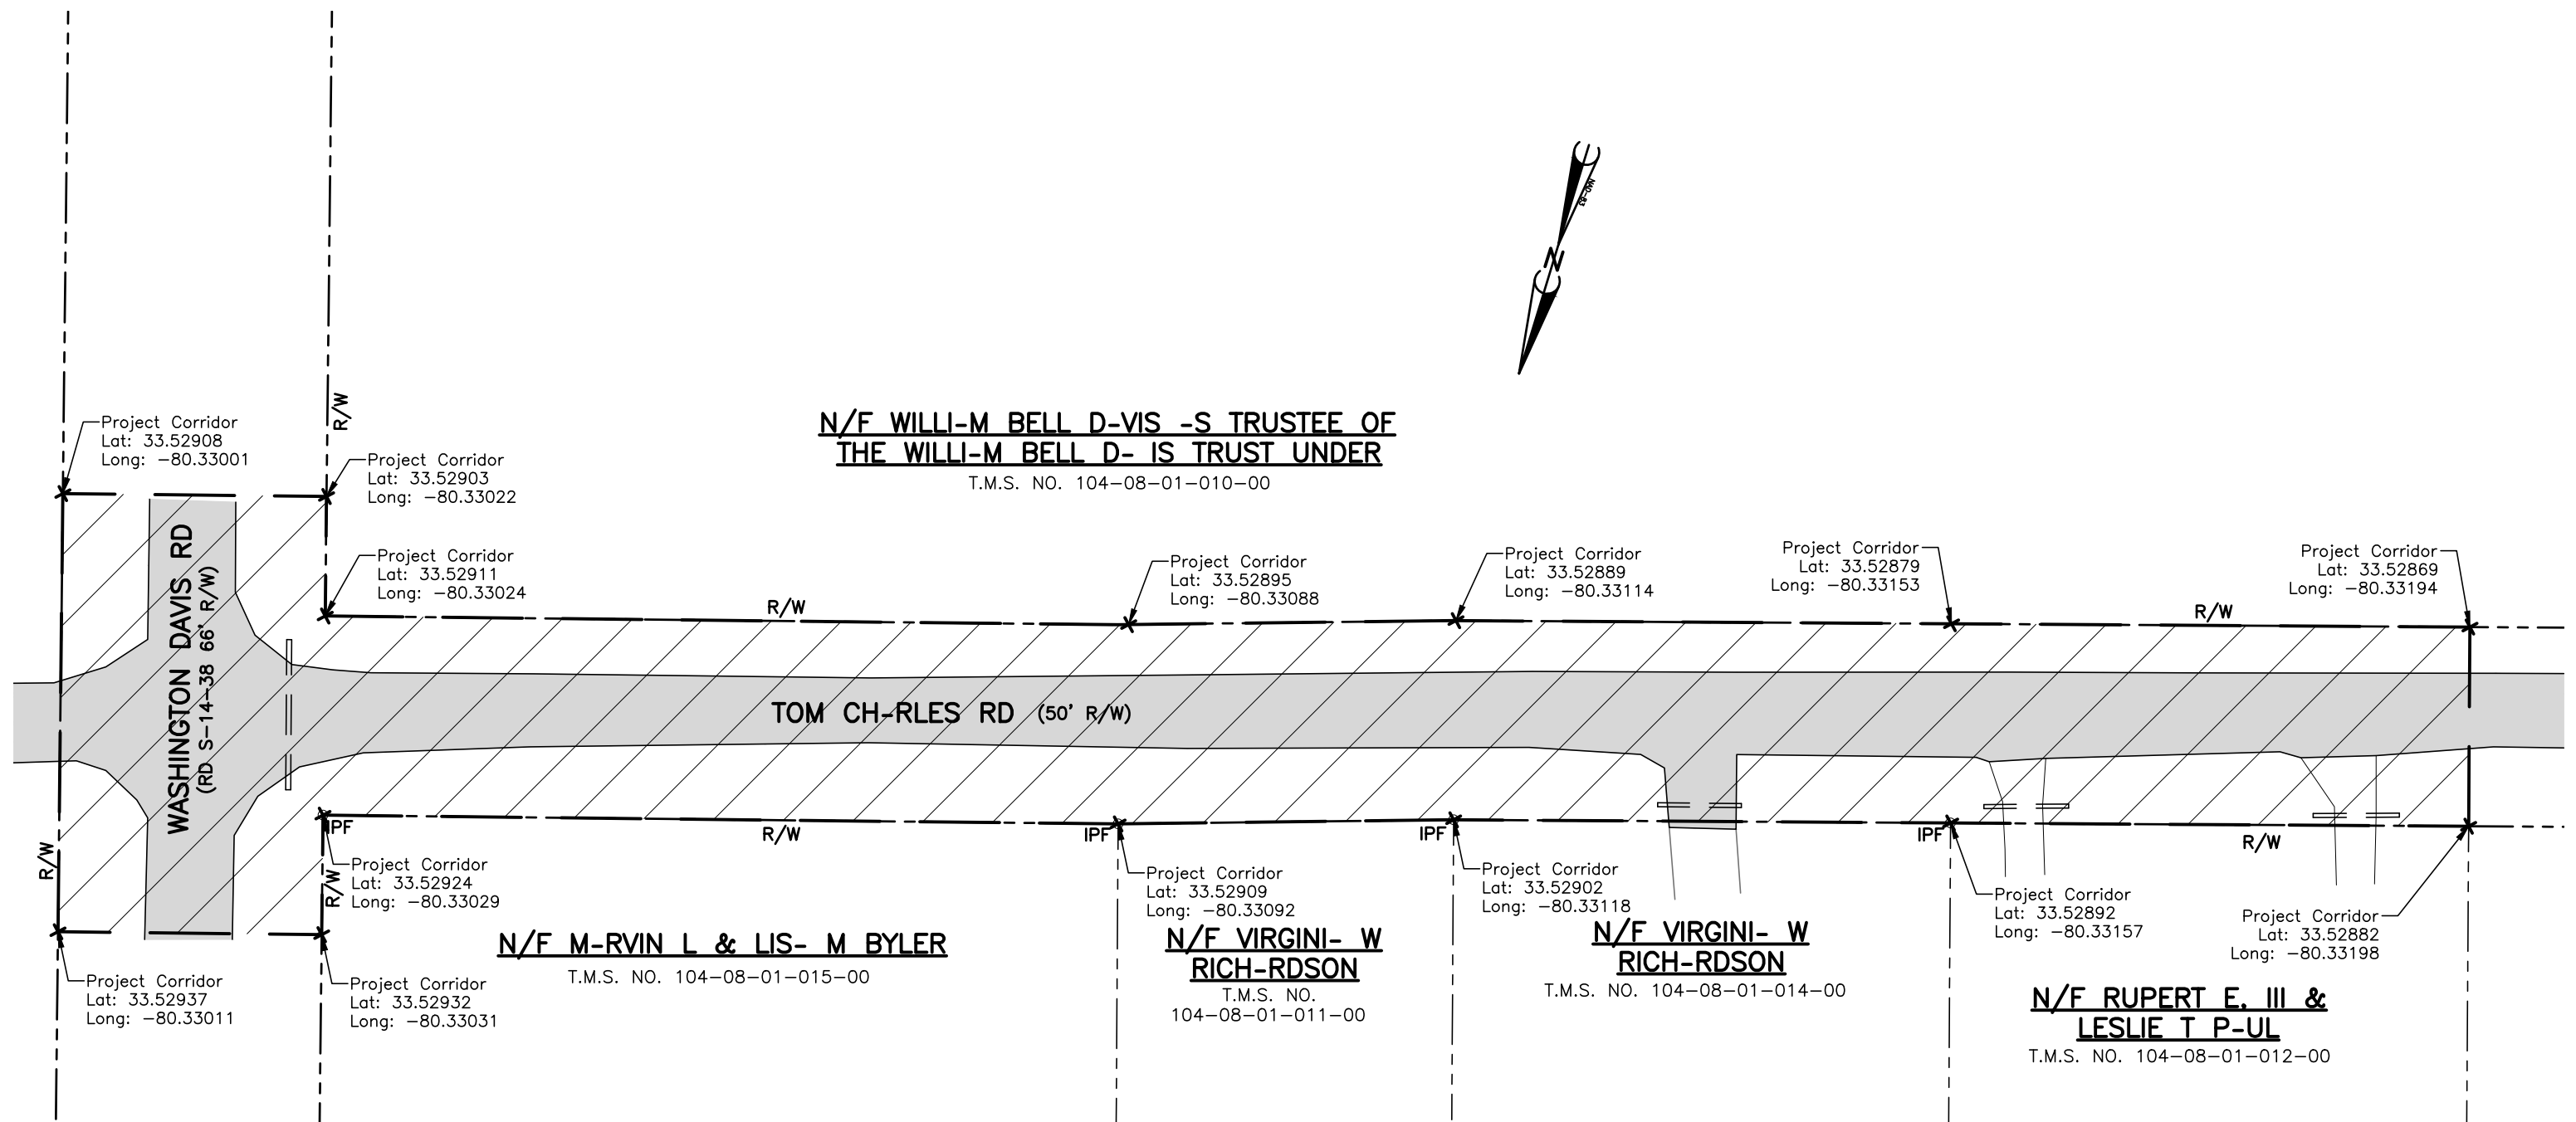 R/W
Project Corridor
Lat: 33.52908
Long: -80.33001
Project Corridor
Lat: 33.52903
Long: -80.33022
N/F WILLI-M BELL D-VIS -S TRUSTEE OF
THE WILLI-M BELL D- IS TRUST UNDER
T.M.S. NO. 104-08-01-010-00
NAD-83
N
Project Corridor
Lat: 33.52911
Long: -80.33024
Project Corridor
Lat: 33.52895
Long: -80.33088
Project Corridor
Lat: 33.52889
Long: -80.33114
Project Corridor
Lat: 33.52879
Long: -80.33153
Project Corridor
Lat: 33.52869
Long: -80.33194
R/W
R/W
WASHINGTON DAVIS RD
(RD S-14-38 66' R/W)
TOM CH-RLES RD (50' R/W)
R/W
IPF
R/W
IPF
IPF
IPF
R/W
Project Corridor
Lat: 33.52924
Long: -80.33029
R/W
Project Corridor
Lat: 33.52909
Long: -80.33092
Project Corridor
Lat: 33.52902
Long: -80.33118
Project Corridor
Lat: 33.52892
Long: -80.33157
Project Corridor
Lat: 33.52882
Long: -80.33198
Project Corridor
Lat: 33.52937
Long: -80.33011
Project Corridor
Lat: 33.52932
Long: -80.33031
N/F M-RVIN L & LIS- M BYLER
T.M.S. NO. 104-08-01-015-00
N/F VIRGINI- W
RICH-RDSON
T.M.S. NO.
104-08-01-011-00
N/F VIRGINI- W
RICH-RDSON
T.M.S. NO. 104-08-01-014-00
N/F RUPERT E. III &
LESLIE T P-UL
T.M.S. NO. 104-08-01-012-00